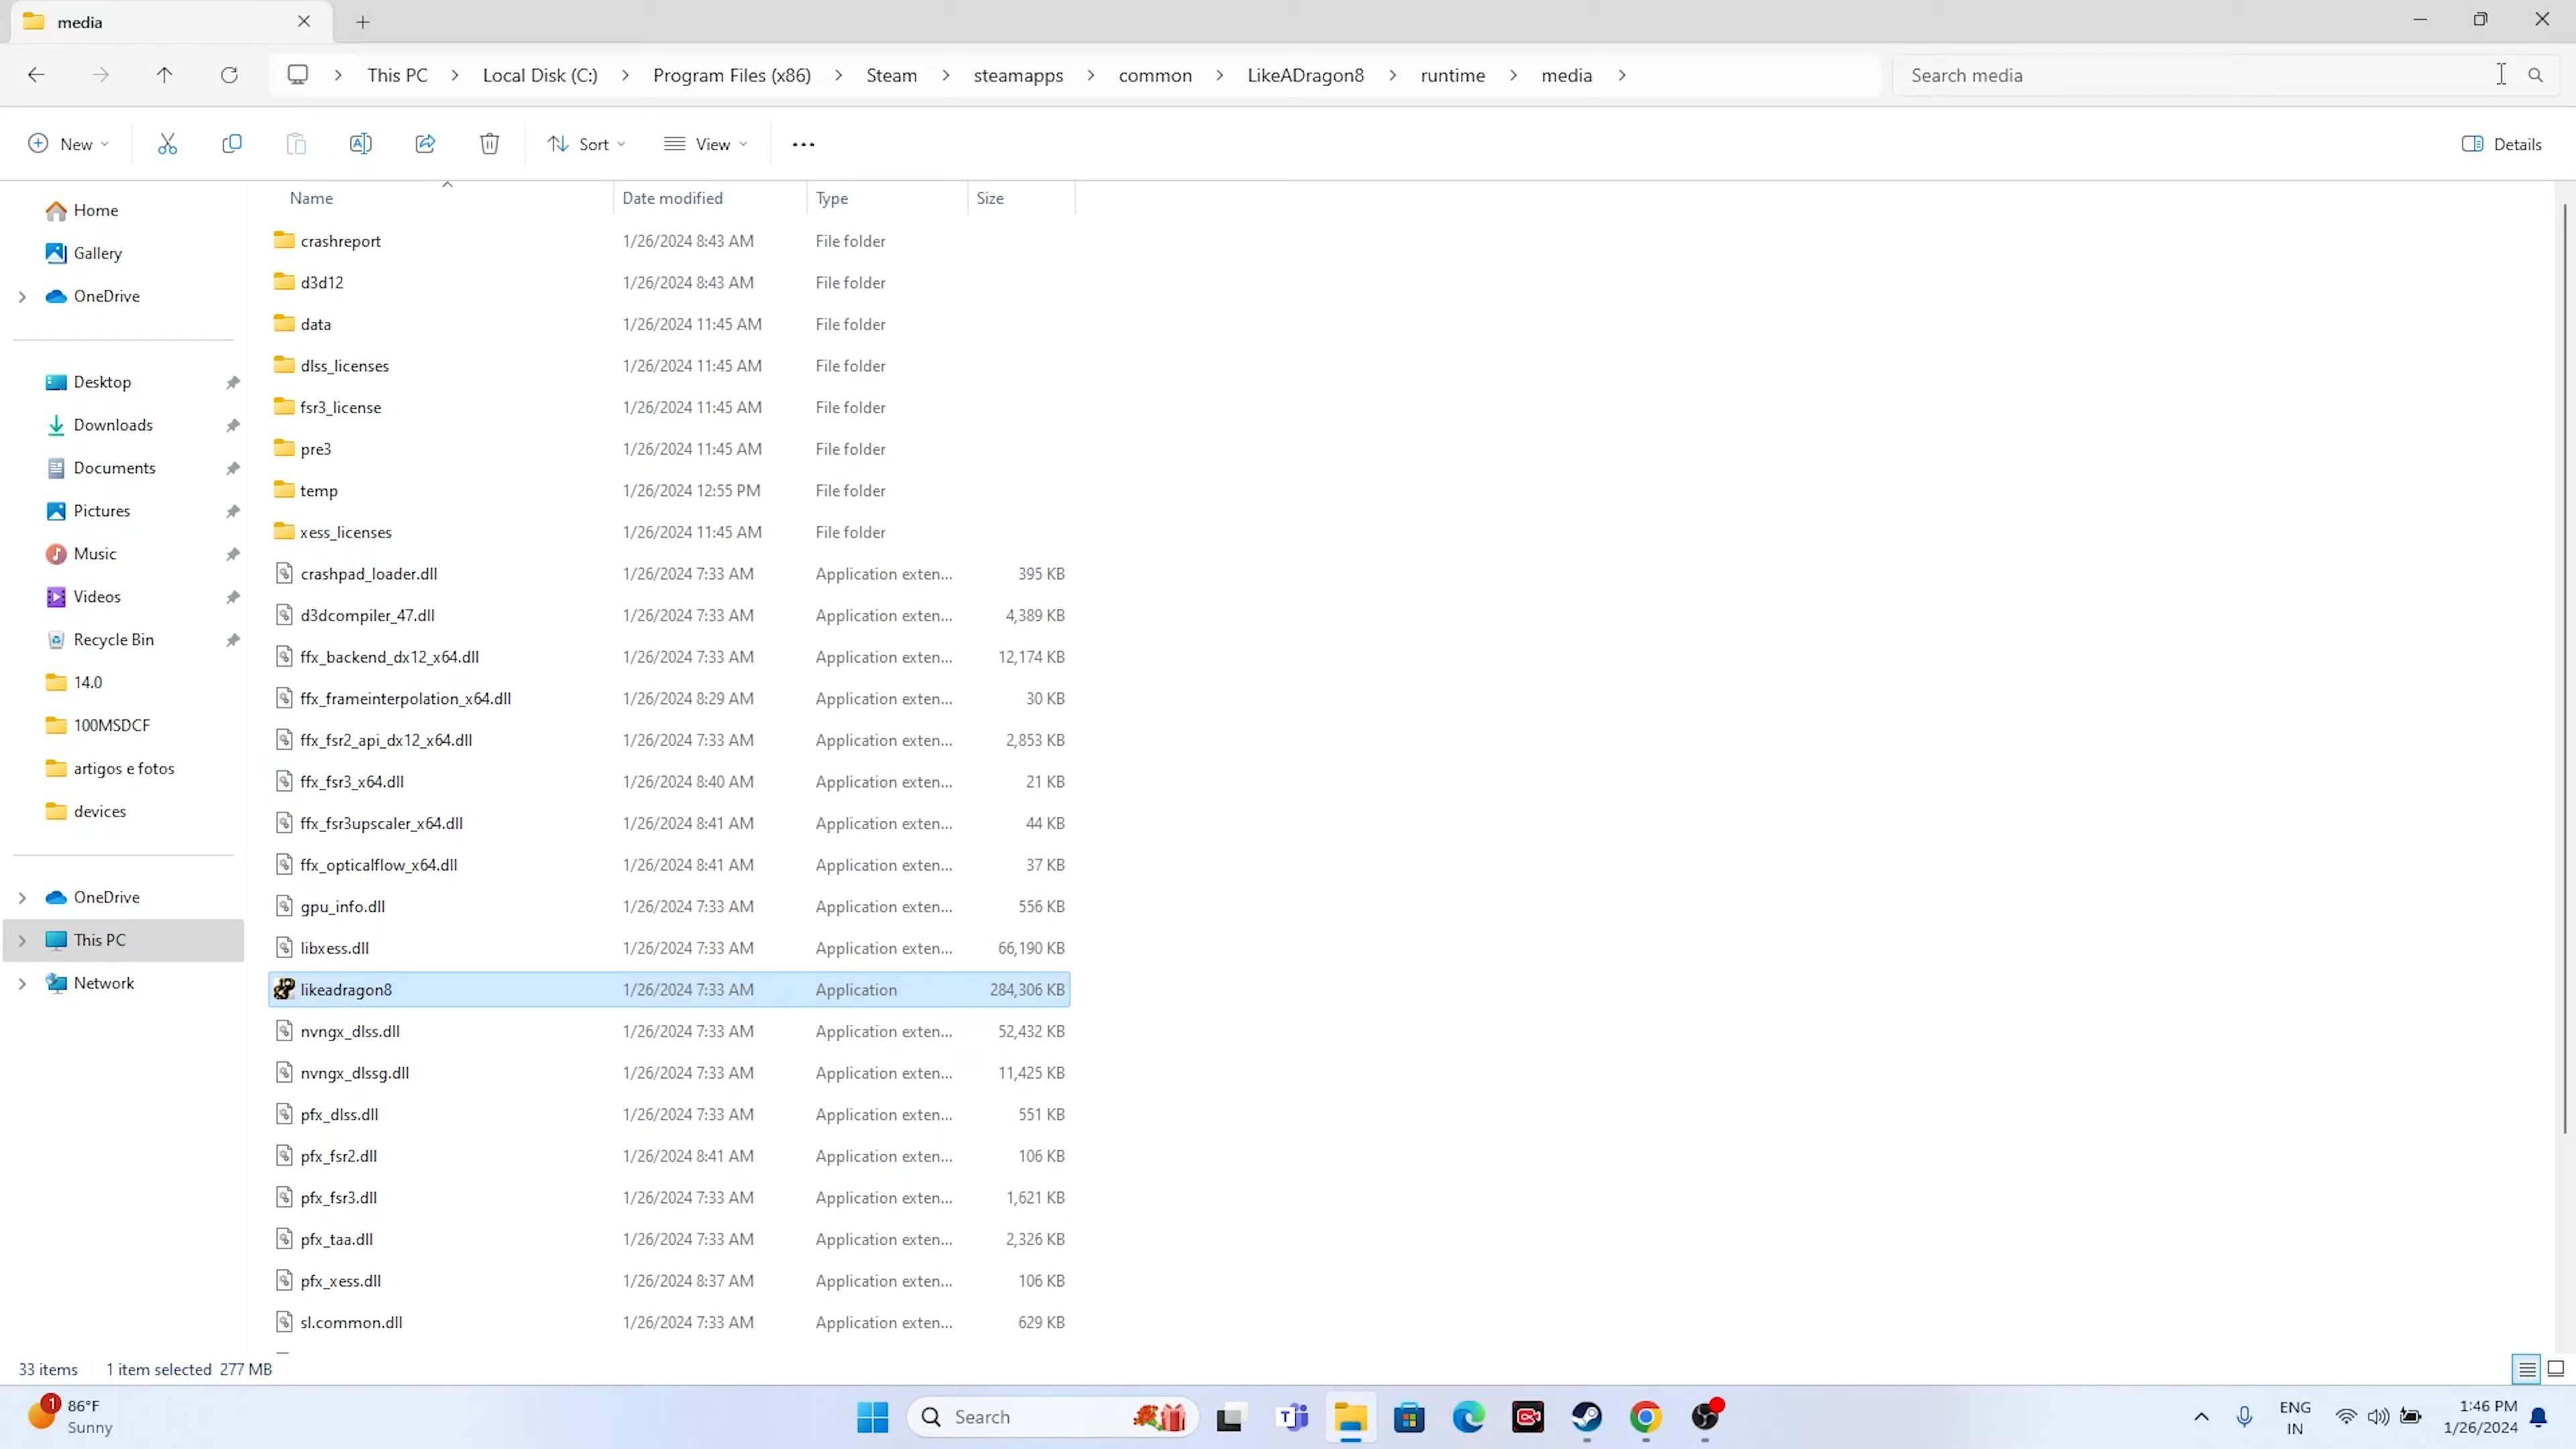 media
This PC > Local Disk (C:) > Program Files (x86) > Steam > steamapps > common > LikeADragon8 > runtime > media >
Search media
New
Sort
View
Details
Home
Gallery
OneDrive
Desktop
Downloads
Documents
Pictures
Music
Videos
Recycle Bin
14.0
100MSDCF
artigos e fotos
devices
OneDrive
This PC
Network
Name Date modified Type Size
crashreport 1/26/2024 8:43 AM File folder
d3d12 1/26/2024 8:43 AM File folder
data 1/26/2024 11:45 AM File folder
dlss_licenses 1/26/2024 11:45 AM File folder
fsr3_license 1/26/2024 11:45 AM File folder
pre3 1/26/2024 11:45 AM File folder
temp 1/26/2024 12:55 PM File folder
xess_licenses 1/26/2024 11:45 AM File folder
crashpad_loader.dll 1/26/2024 7:33 AM Application exten... 395 KB
d3dcompiler_47.dll 1/26/2024 7:33 AM Application exten... 4,389 KB
ffx_backend_dx12_x64.dll 1/26/2024 7:33 AM Application exten... 12,174 KB
ffx_frameinterpolation_x64.dll 1/26/2024 8:29 AM Application exten... 30 KB
ffx_fsr2_api_dx12_x64.dll 1/26/2024 7:33 AM Application exten... 2,853 KB
ffx_fsr3_x64.dll 1/26/2024 8:40 AM Application exten... 21 KB
ffx_fsr3upscaler_x64.dll 1/26/2024 8:41 AM Application exten... 44 KB
ffx_opticalflow_x64.dll 1/26/2024 8:41 AM Application exten... 37 KB
gpu_info.dll 1/26/2024 7:33 AM Application exten... 556 KB
libxess.dll 1/26/2024 7:33 AM Application exten... 66,190 KB
likeadragon8 1/26/2024 7:33 AM Application 284,306 KB
nvngx_dlss.dll 1/26/2024 7:33 AM Application exten... 52,432 KB
nvngx_dlssg.dll 1/26/2024 7:33 AM Application exten... 11,425 KB
pfx_dlss.dll 1/26/2024 7:33 AM Application exten... 551 KB
pfx_fsr2.dll 1/26/2024 8:41 AM Application exten... 106 KB
pfx_fsr3.dll 1/26/2024 7:33 AM Application exten... 1,621 KB
pfx_taa.dll 1/26/2024 7:33 AM Application exten... 2,326 KB
pfx_xess.dll 1/26/2024 8:37 AM Application exten... 106 KB
sl.common.dll 1/26/2024 7:33 AM Application exten... 629 KB
33 items 1 item selected 277 MB
1
86°F
Sunny
Search
ENG
IN
1:46 PM
1/26/2024